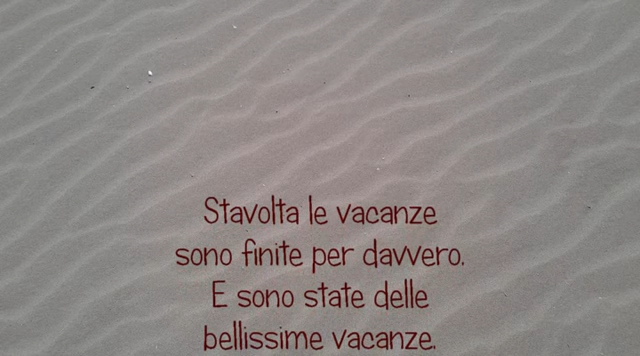 Stavolta le vacanze
sono finite per davvero.
E sono state delle
bellissime vacanze.